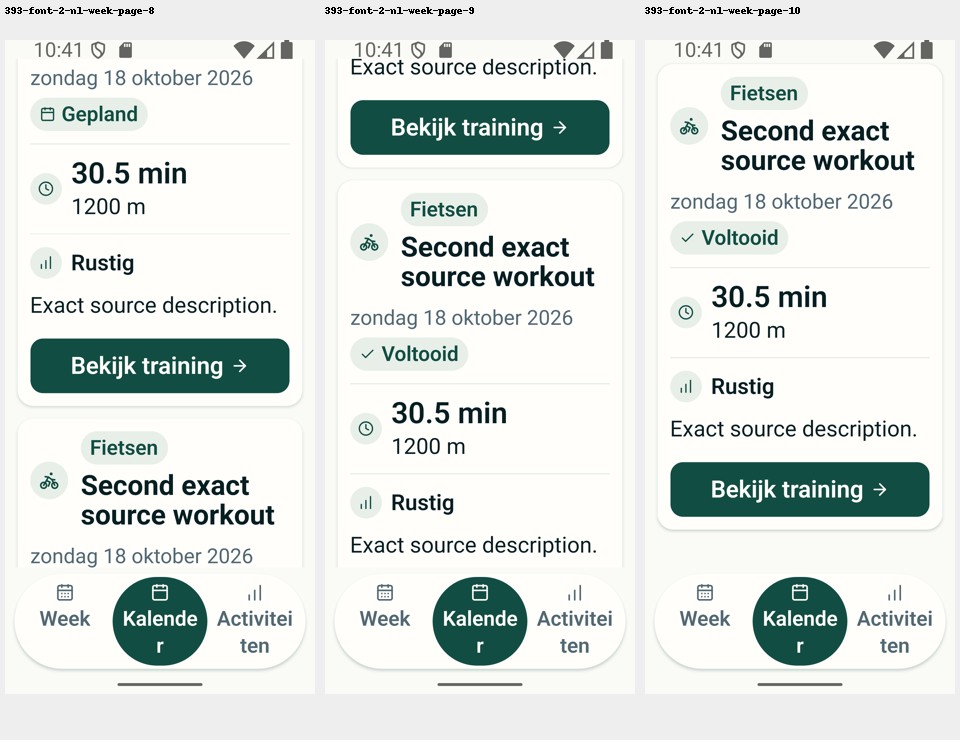 393-font-2-nl-week-page-8
10:41
zondag 18 oktober 2026
Gepland
30.5 min
1200 m
Rustig
Exact source description.
Bekijk training →
Fietsen
Second exact
source workout
zondag 18 oktober 2026
Week
Kalende
r
Activitei
ten
393-font-2-nl-week-page-9
10:41
Exact source description.
Bekijk training →
Fietsen
Second exact
source workout
zondag 18 oktober 2026
Voltooid
30.5 min
1200 m
Rustig
Exact source description.
Week
Kalende
r
Activitei
ten
393-font-2-nl-week-page-10
10:41
Fietsen
Second exact
source workout
zondag 18 oktober 2026
Voltooid
30.5 min
1200 m
Rustig
Exact source description.
Bekijk training →
Week
Kalende
r
Activitei
ten